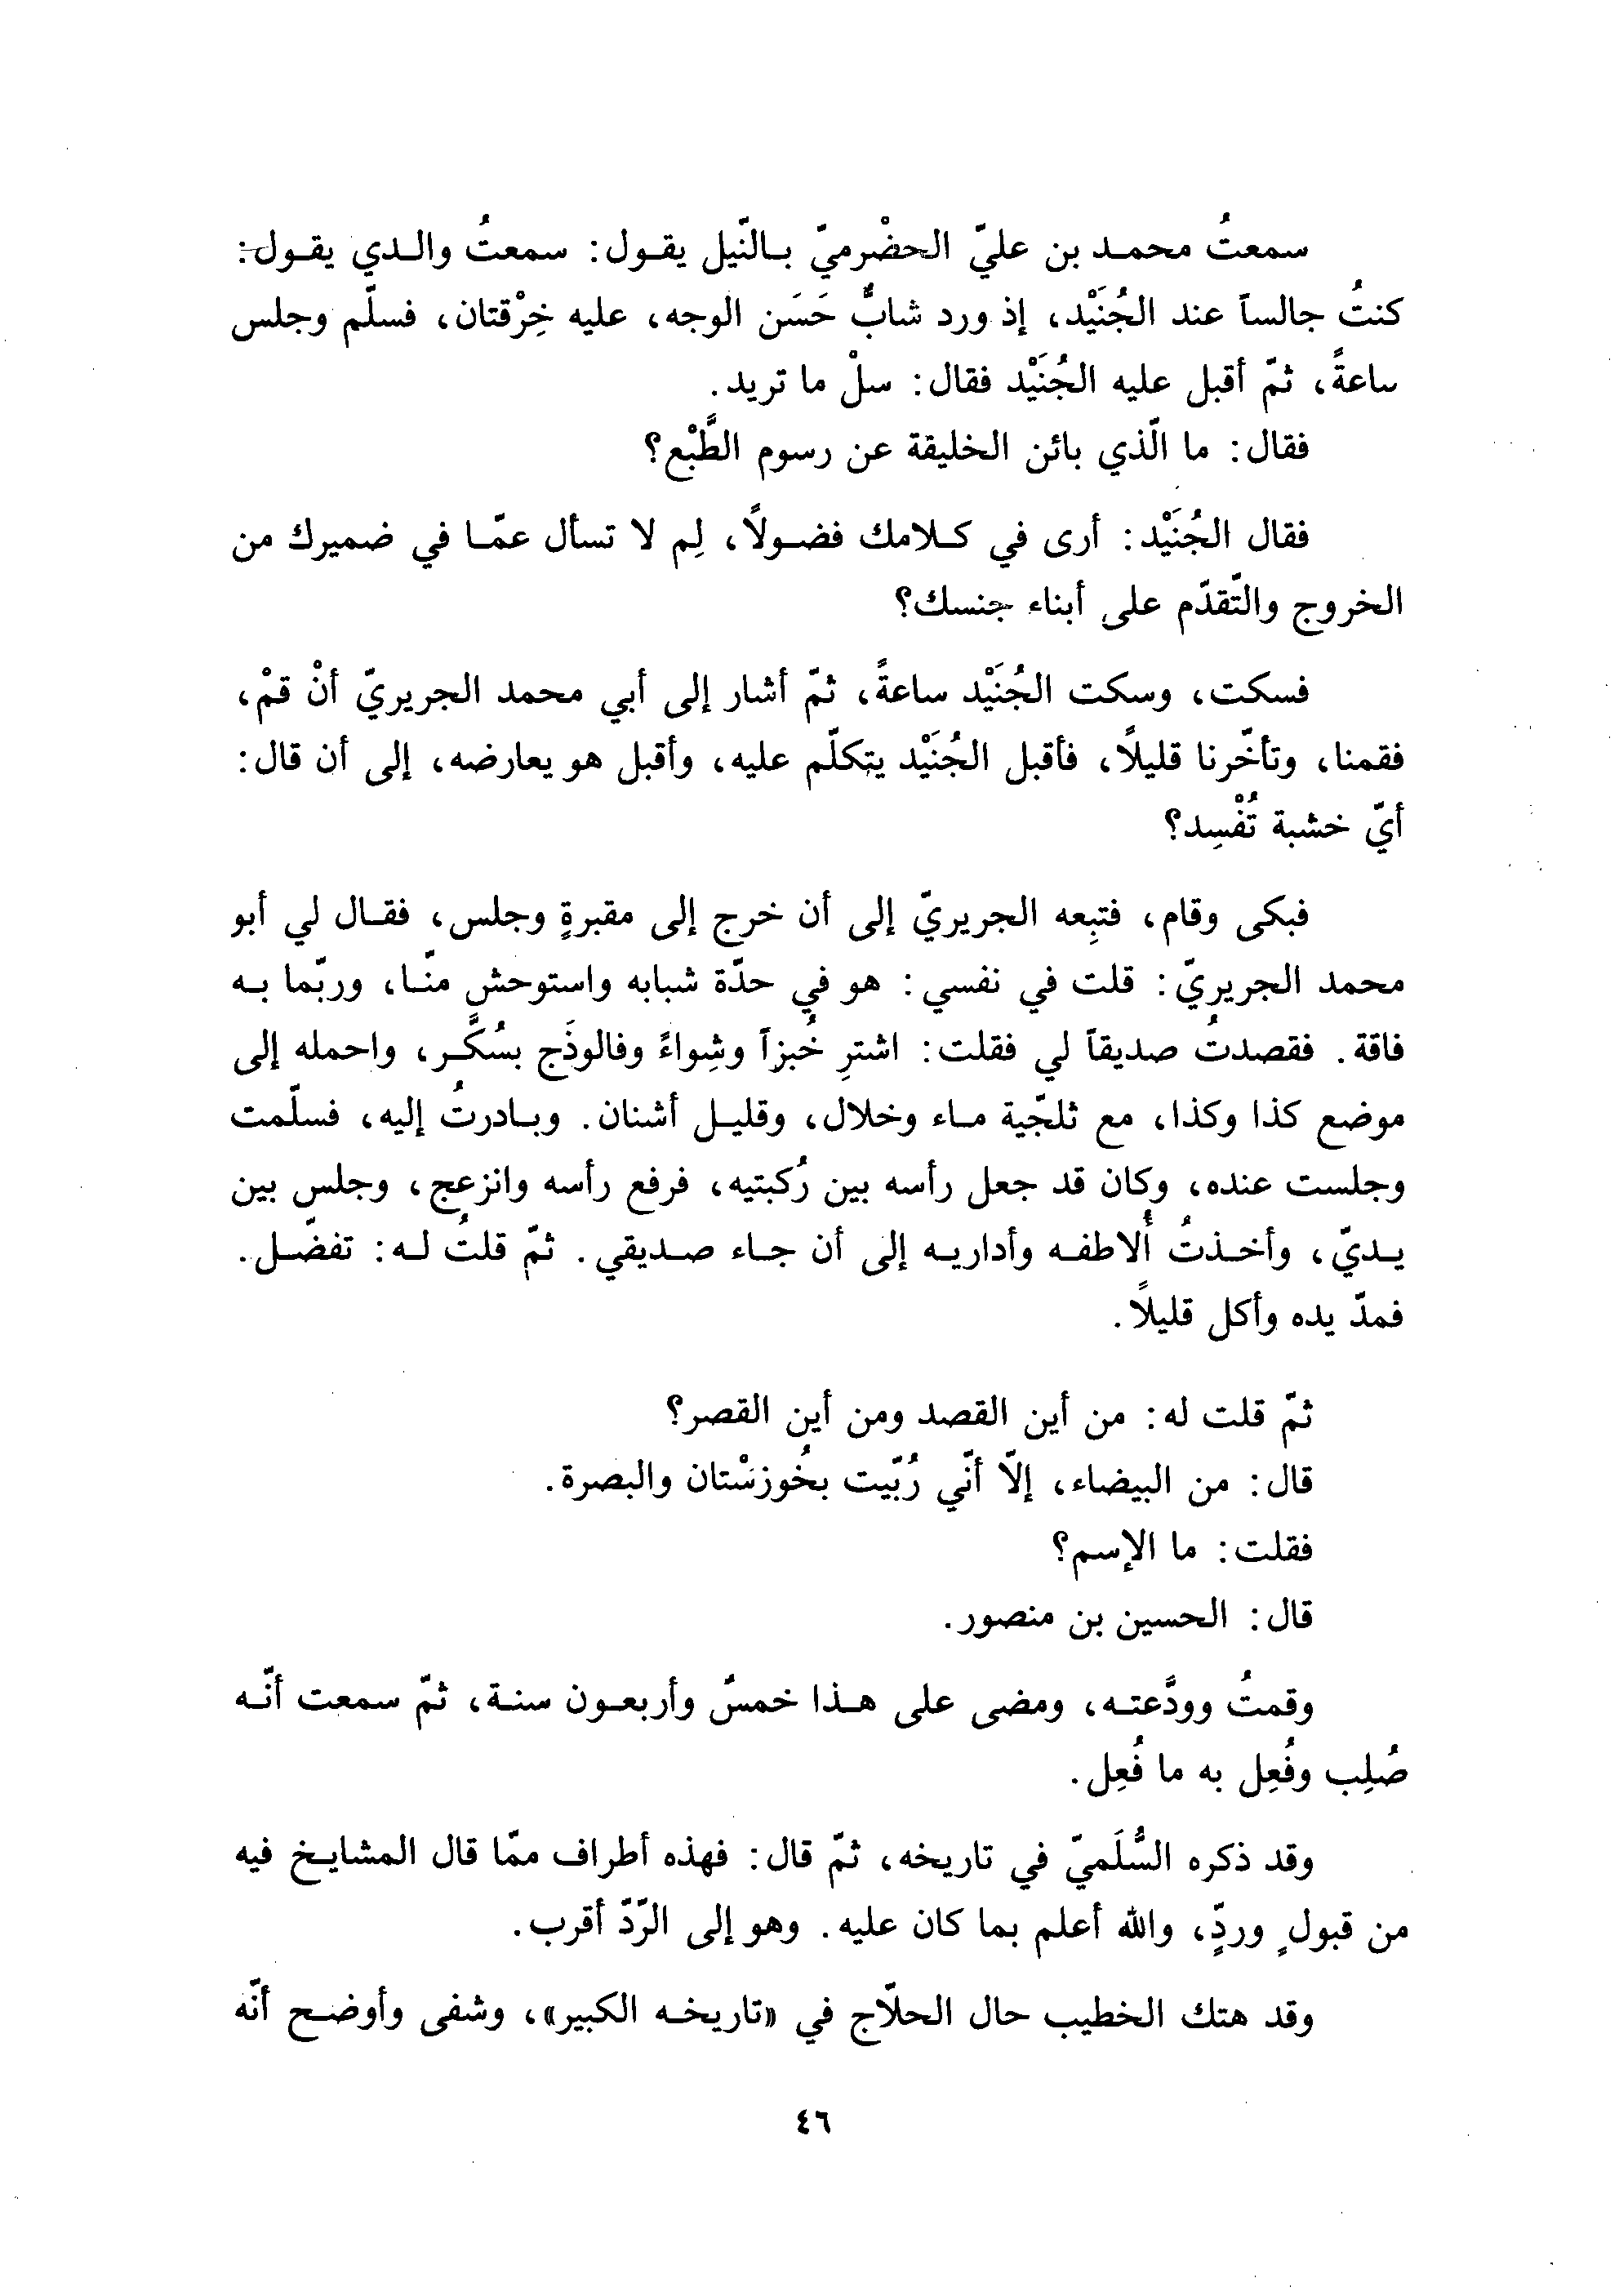 سمعتُ محمد بن عليّ الحضْرميّ بالنّيل يقول: سمعتُ والدي يقول:
كنتُ جالساً عند الجُنَيْد، إذ ورد شابٌّ حَسَن الوجه، عليه خِرْقتان، فسلّم وجلس
ساعةً، ثمّ أقبل عليه الجُنَيْد فقال: سلْ ما تريد.
فقال: ما الّذي بائن الخليقة عن رسوم الطَّبْع؟
فقال الجُنَيْد: أرى في كلامك فضولاً، لِم لا تسأل عمّا في ضميرك من
الخروج والتّقدّم على أبناء جنسك؟
فسكت، وسكت الجُنَيْد ساعةً، ثمّ أشار إلى أبي محمد الجريريّ أنْ قمْ،
فقمنا، وتأخّرنا قليلاً، فأقبل الجُنَيْد يتكلّم عليه، وأقبل هو يعارضه، إلى أن قال:
أيّ خشبة تُفْسِد؟
فبكى وقام، فتبِعه الجريريّ إلى أن خرج إلى مقبرةٍ وجلس، فقال لي أبو
محمد الجريريّ: قلت في نفسي: هو في حدّة شبابه واستوحش منّا، وربّما به
فاقة. فقصدتُ صديقاً لي فقلت: اشترِ خُبزاً وشِواءً وفالوذَج بسُكَّر، واحمله إلى
موضع كذا وكذا، مع ثلجّية ماء وخلال، وقليل أشنان. وبادرتُ إليه، فسلّمت
وجلست عنده، وكان قد جعل رأسه بين رُكبتيه، فرفع رأسه وانزعج، وجلس بين
يديّ، وأخذتُ أُلاطفه وأداريه إلى أن جاء صديقي. ثمّ قلتُ له: تفضّل.
فمدّ يده وأكل قليلاً.
ثمّ قلت له: من أين القصد ومن أين القصر؟
قال: من البيضاء، إلاّ أنّي رُبّيت بخُوزسْتان والبصرة.
فقلت: ما الإسم؟
قال: الحسين بن منصور.
وقمتُ وودَّعته، ومضى على هذا خمسٌ وأربعون سنة، ثمّ سمعت أنّه
صُلِب وفُعِل به ما فُعِل.
وقد ذكره السُّلَميّ في تاريخه، ثمّ قال: فهذه أطراف ممّا قال المشايخ فيه
من قبولٍ وردٍّ، والله أعلم بما كان عليه. وهو إلى الرّدّ أقرب.
وقد هتك الخطيب حال الحلاّج في «تاريخه الكبير»، وشفى وأوضح أنّه
٤٦